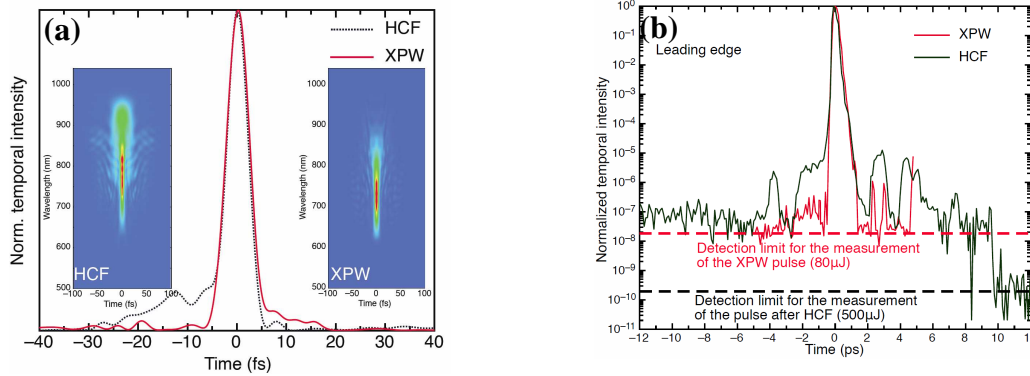 (a)
HCF
XPW
Norm. temporal intensity
Wavelength (nm)
1000
900
800
700
600
500
HCF
−100 −50 0 50 100
Time (fs)
Wavelength (nm)
1000
900
800
700
600
500
XPW
−100 −50 0 50 100
Time (fs)
−40 −30 −20 −10 0 10 20 30 40
Time (fs)
(b)
Leading edge
XPW
HCF
Normalized temporal intensity
10^0
10^-1
10^-2
10^-3
10^-4
10^-5
10^-6
10^-7
10^-8
10^-9
10^-10
10^-11
Detection limit for the measurement
of the XPW pulse (80μJ)
Detection limit for the measurement
of the pulse after HCF (500μJ)
−12 −10 −8 −6 −4 −2 0 2 4 6 8 10 12
Time (ps)